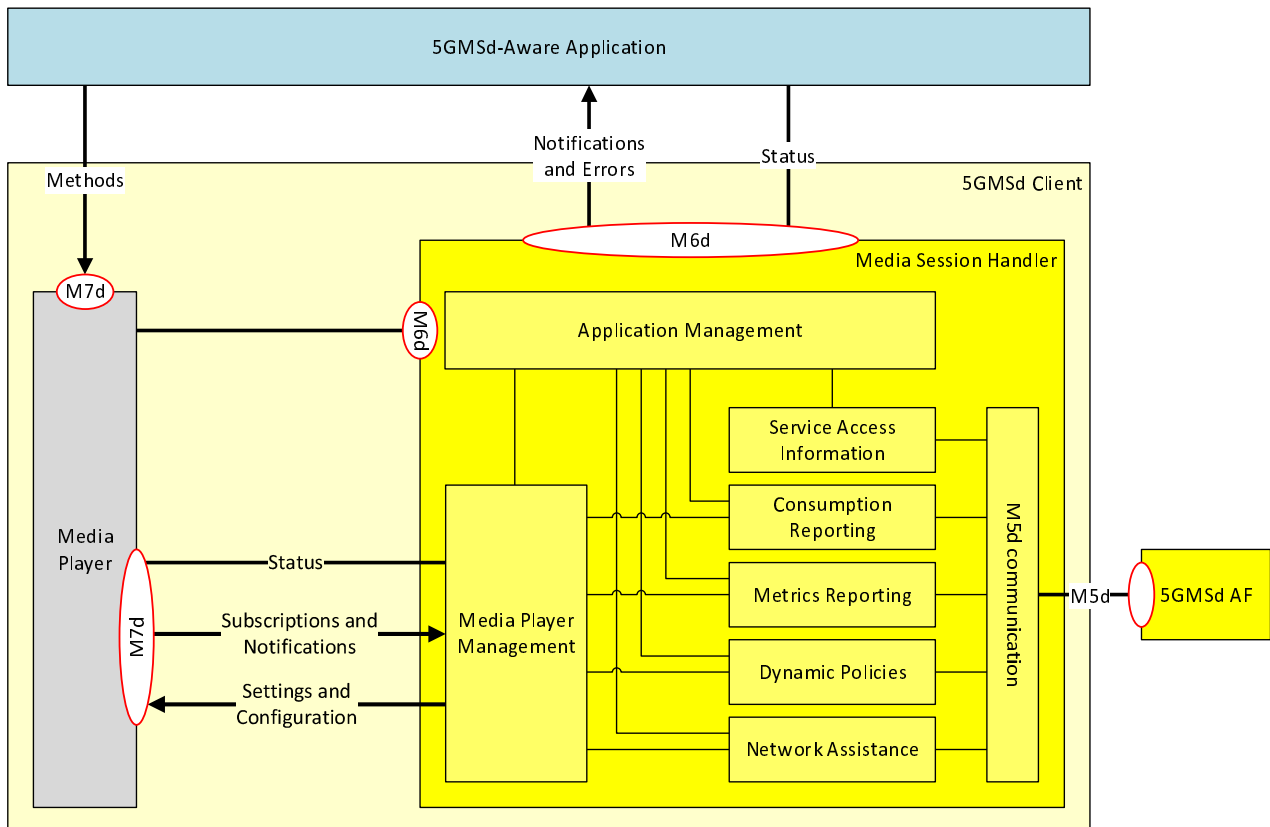 5GMSd-Aware Application
Notifications
and Errors
Status
Methods
5GMSd Client
M6d
Media Session Handler
M7d
M6d
Application Management
Service Access
Information
Consumption
Reporting
Media
Player
Status
Metrics Reporting
M5d communication
M5d
5GMSd AF
Subscriptions and
Notifications
M7d
Media Player
Management
Dynamic Policies
Settings and
Configuration
Network Assistance